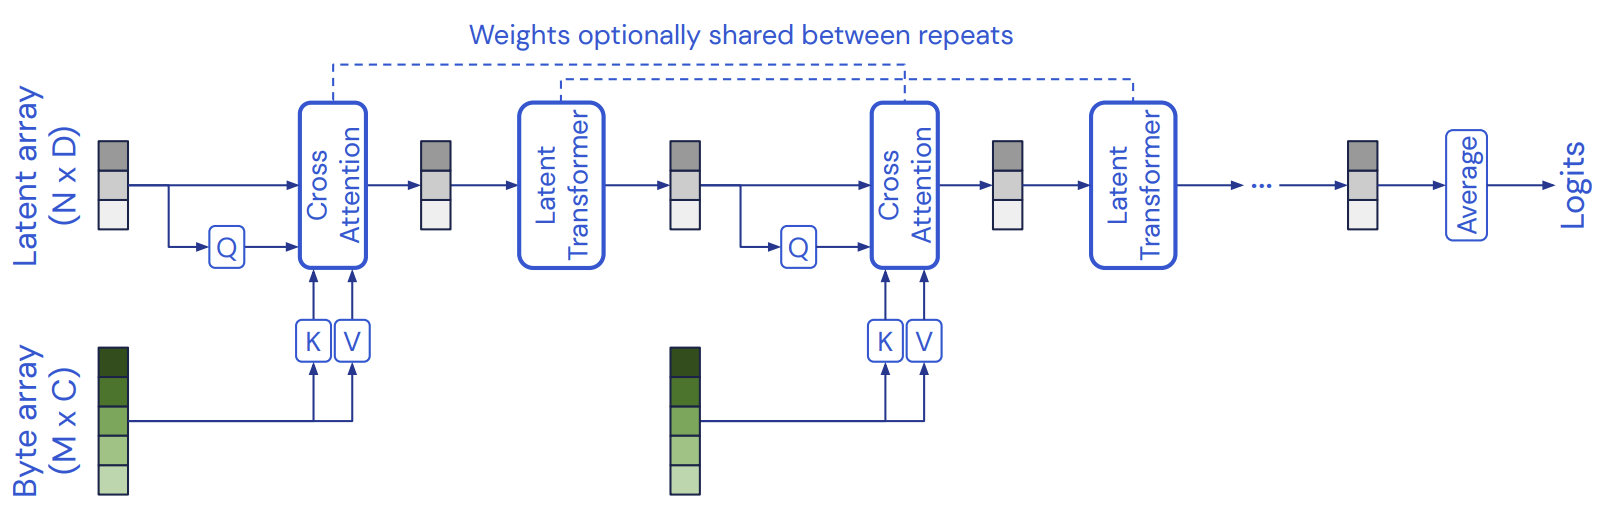 Weights optionally shared between repeats
Latent array
(N x D)
Q
Cross
Attention
Latent
Transformer
Q
Cross
Attention
Latent
Transformer
...
Average
Logits
Byte array
(M x C)
K
V
K
V